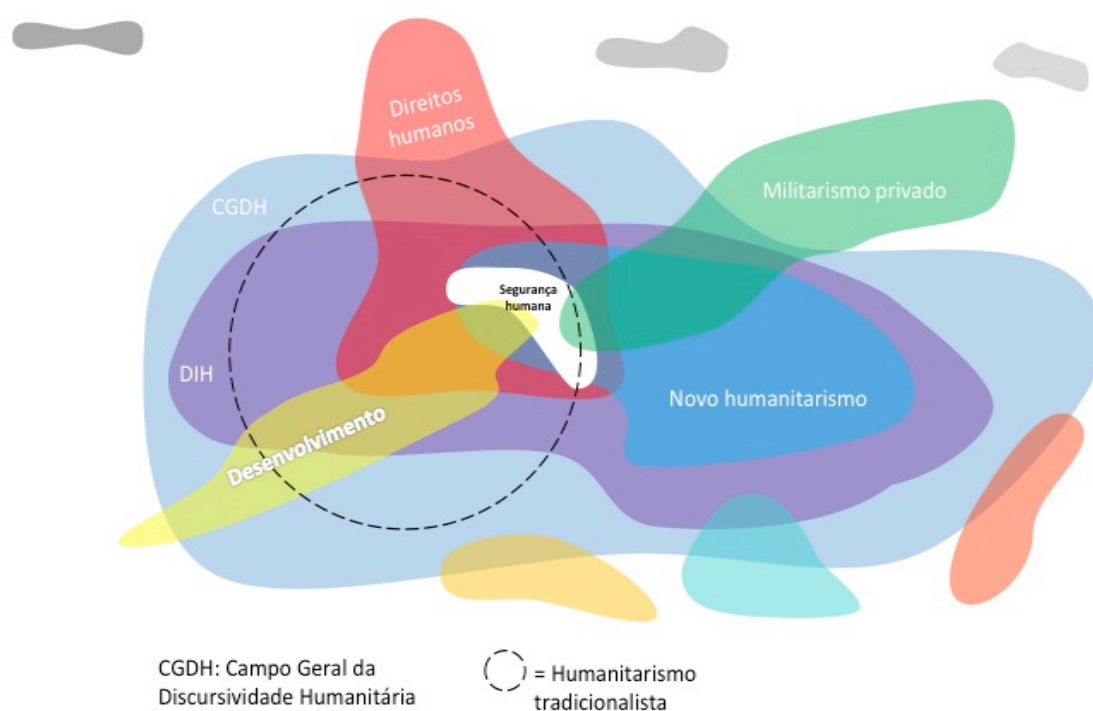 Direitos
humanos
Militarismo privado
CGDH
Segurança
humana
DIH
Novo humanitarismo
Desenvolvimento
CGDH: Campo Geral da
Discursividade Humanitária
= Humanitarismo
tradicionalista